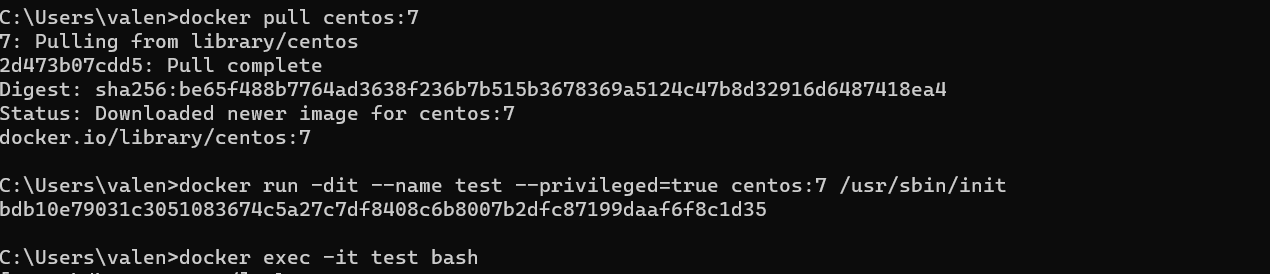 C:\Users\valen>docker pull centos:7
7: Pulling from library/centos
2d473b07cdd5: Pull complete
Digest: sha256:be65f488b7764ad3638f236b7b515b3678369a5124c47b8d32916d6487418ea4
Status: Downloaded newer image for centos:7
docker.io/library/centos:7
C:\Users\valen>docker run -dit --name test --privileged=true centos:7 /usr/sbin/init
bdb10e79031c3051083674c5a27c7df8408c6b8007b2dfc87199daaf6f8c1d35
C:\Users\valen>docker exec -it test bash